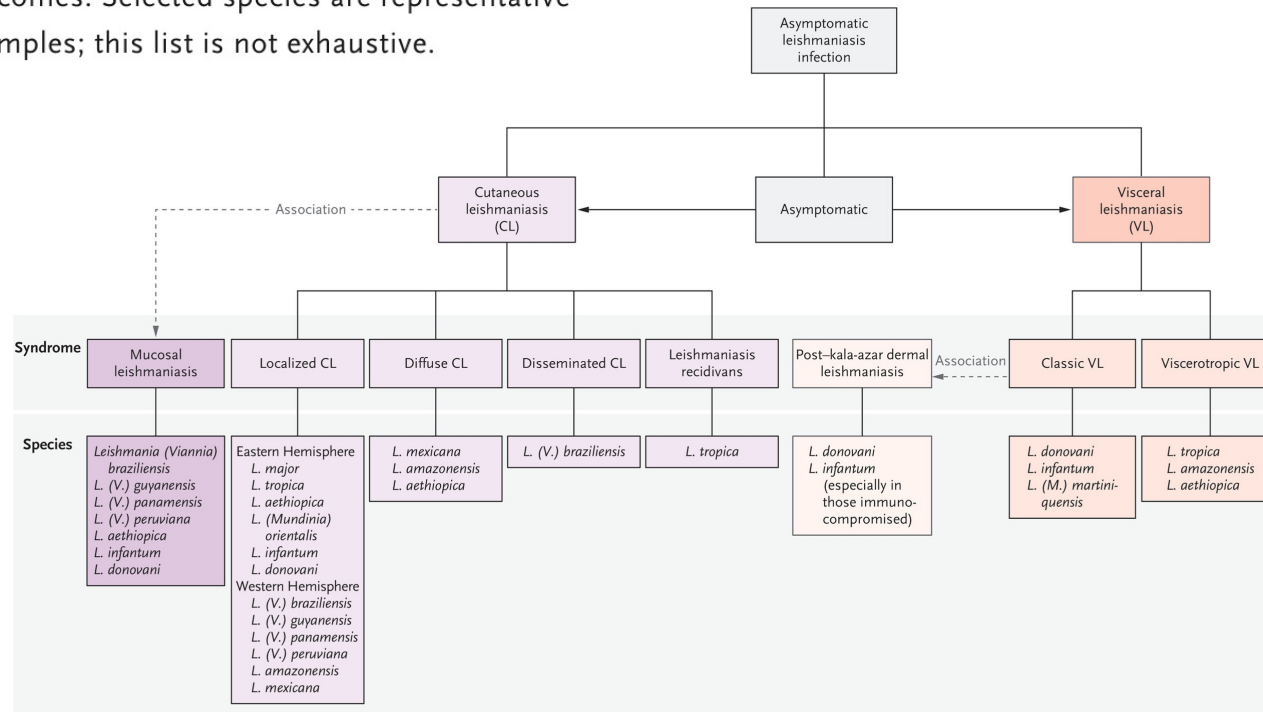 comes. Selected species are representative
mples; this list is not exhaustive.
Asymptomatic
leishmaniasis
infection
Cutaneous
leishmaniasis
(CL)
Asymptomatic
Visceral
leishmaniasis
(VL)
Association
Syndrome
Mucosal
leishmaniasis
Localized CL
Diffuse CL
Disseminated CL
Leishmaniasis
recidivans
Post–kala-azar dermal
leishmaniasis
Association
Classic VL
Viscerotropic VL
Species
Leishmania (Viannia)
braziliensis
L. (V.) guyanensis
L. (V.) panamensis
L. (V.) peruviana
L. aethiopica
L. infantum
L. donovani
Eastern Hemisphere
L. major
L. tropica
L. aethiopica
L. (Mundinia)
orientalis
L. infantum
L. donovani
Western Hemisphere
L. (V.) braziliensis
L. (V.) guyanensis
L. (V.) panamensis
L. (V.) peruviana
L. amazonensis
L. mexicana
L. mexicana
L. amazonensis
L. aethiopica
L. (V.) braziliensis
L. tropica
L. donovani
L. infantum
(especially in
those immuno-
compromised)
L. donovani
L. infantum
L. (M.) martini-
quensis
L. tropica
L. amazonensis
L. aethiopica